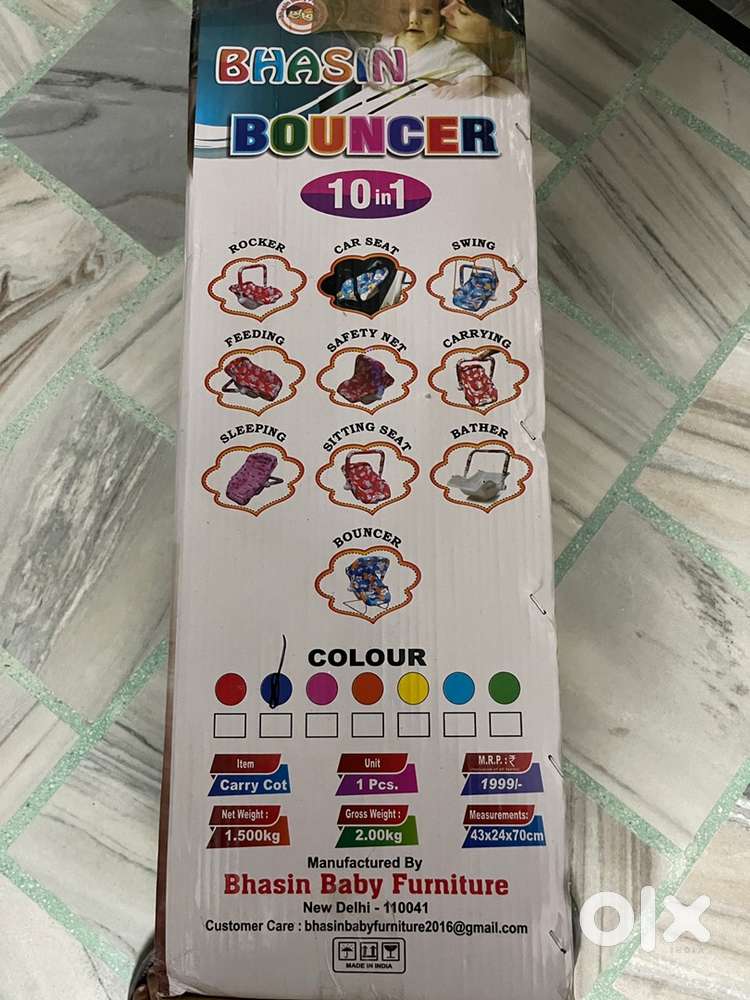 BHASIN
BOUNCER
10 in 1
ROCKER CAR SEAT SWING
FEEDING SAFETY NET CARRYING
SLEEPING SITTING SEAT BATHER
BOUNCER
COLOUR
Item Unit M.R.P. : ₹
Carry Cot 1 Pcs. 1999/-
Net Weight : Gross Weight : Measurements:
1.500kg 2.00kg 43x24x70cm
Manufactured By
Bhasin Baby Furniture
New Delhi - 110041
Customer Care : bhasinbabyfurniture2016@gmail.com
MADE IN INDIA
olx